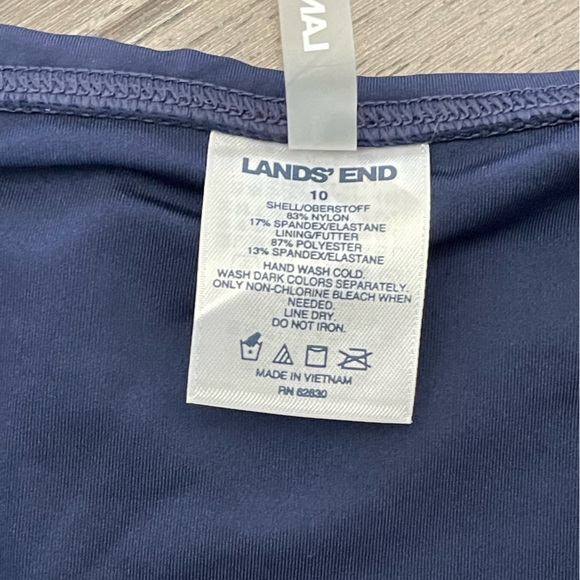 LANDS' END
10
SHELL/OBERSTOFF
83% NYLON
17% SPANDEX/ELASTANE
LINING/FUTTER
87% POLYESTER
13% SPANDEX/ELASTANE
HAND WASH COLD.
WASH DARK COLORS SEPARATELY.
ONLY NON-CHLORINE BLEACH WHEN
NEEDED.
LINE DRY.
DO NOT IRON.
MADE IN VIETNAM
RN 62830